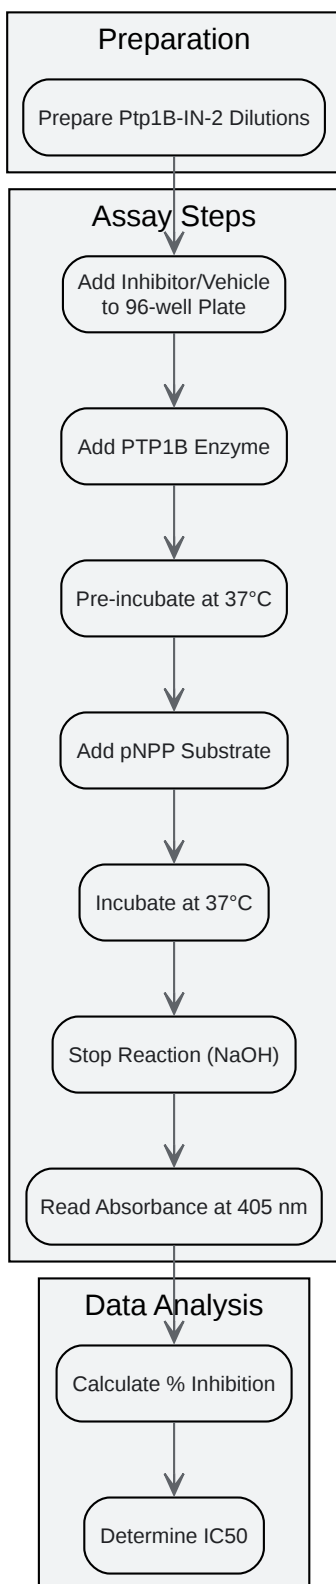 Preparation
Prepare Ptp1B-IN-2 Dilutions
Assay Steps
Add Inhibitor/Vehicle
to 96-well Plate
Add PTP1B Enzyme
Pre-incubate at 37°C
Add pNPP Substrate
Incubate at 37°C
Stop Reaction (NaOH)
Read Absorbance at 405 nm
Data Analysis
Calculate % Inhibition
Determine IC50